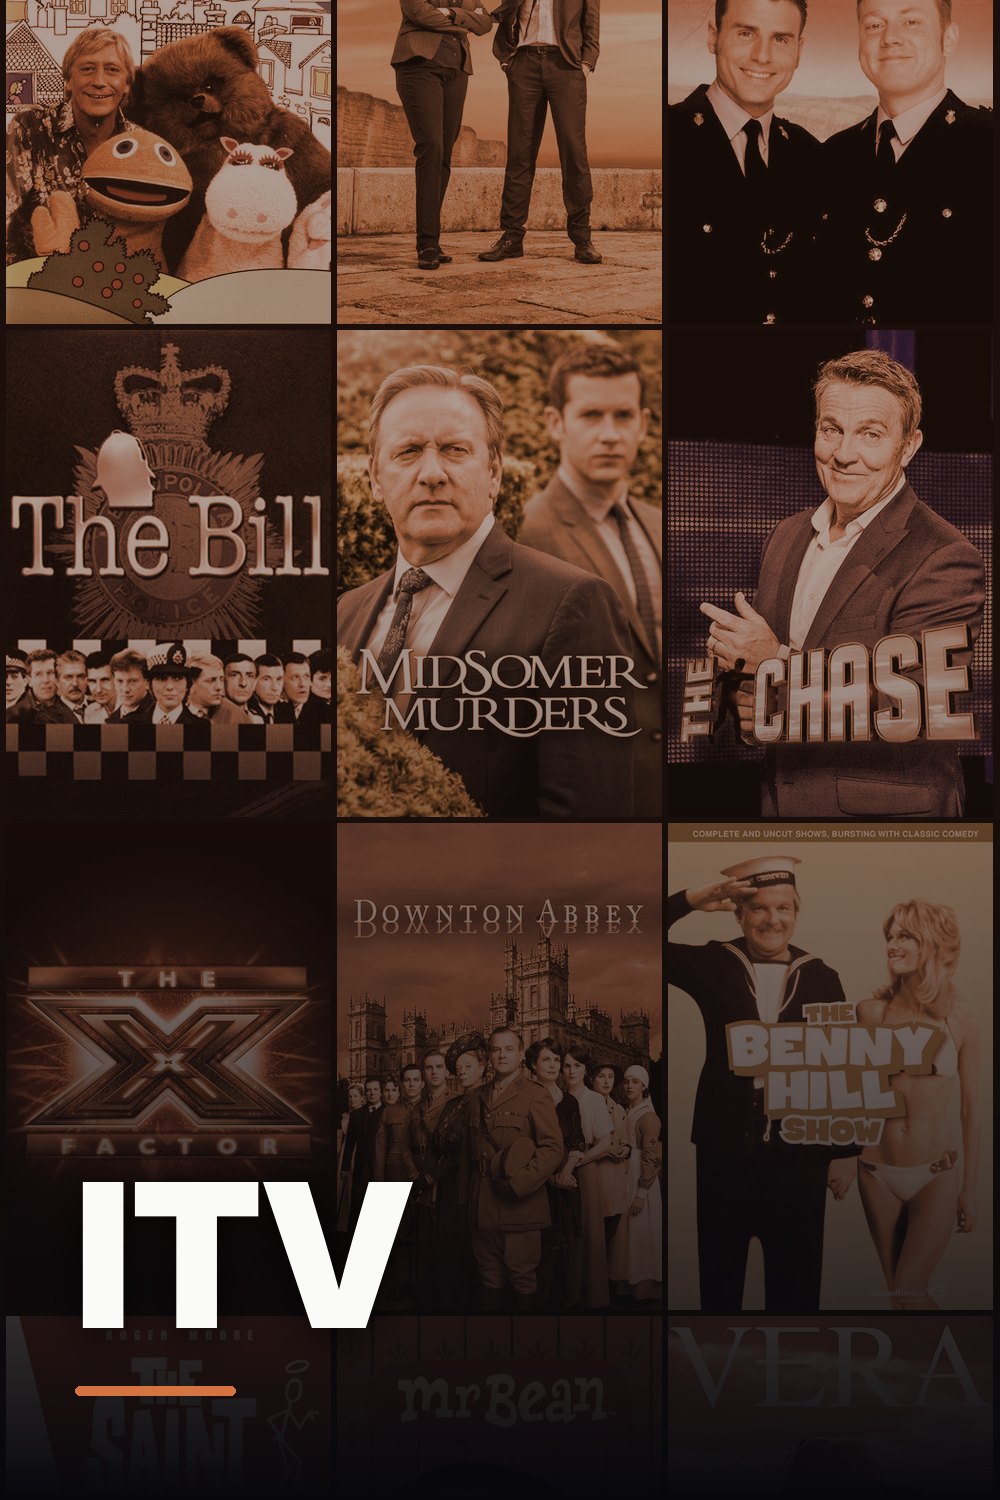 The Bill
POLICE
MIDSOMER
MURDERS
THE
CHASE
THE
X
FACTOR
DOWNTON ABBEY
COMPLETE AND UNCUT SHOWS, BURSTING WITH CLASSIC COMEDY
CROMWELL
THE
BENNY
HILL
SHOW
ITV
ROGER MOORE
THE
SAINT
mr Bean
VERA